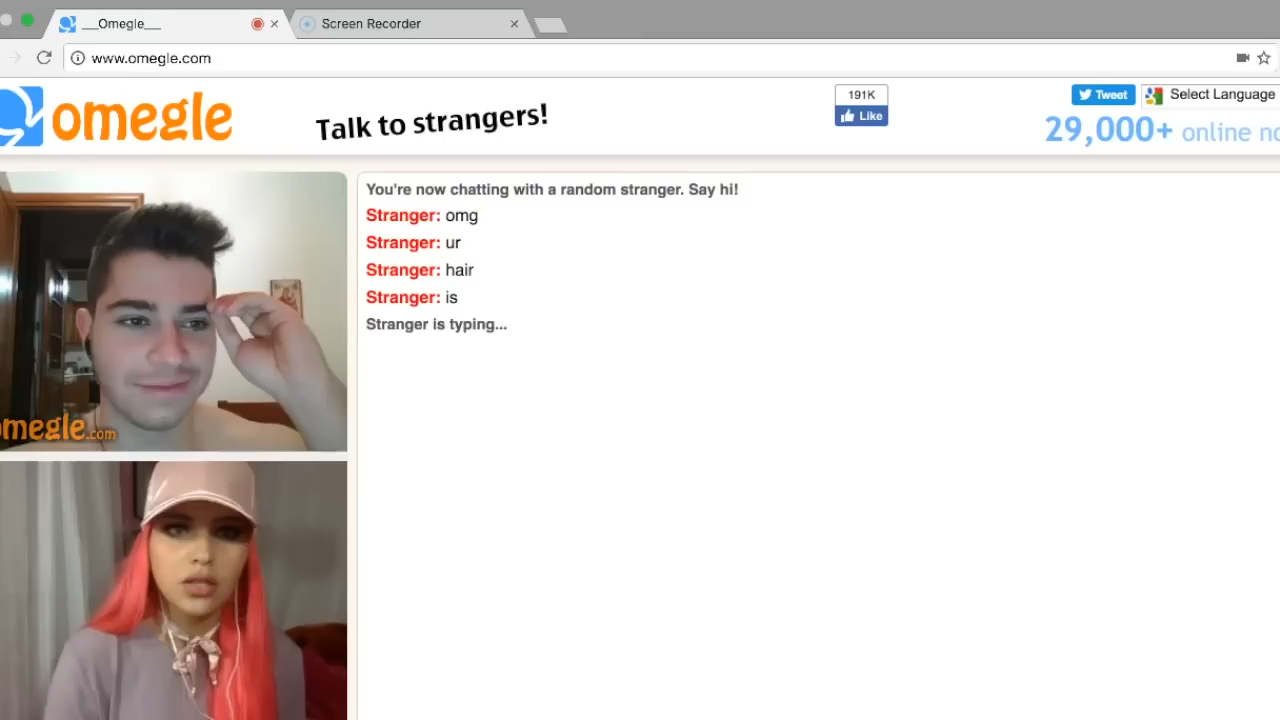 __Omegle__
Screen Recorder
www.omegle.com
omegle
Talk to strangers!
191K
Like
Tweet
Select Language
29,000+ online no
You're now chatting with a random stranger. Say hi!
Stranger: omg
Stranger: ur
Stranger: hair
Stranger: is
Stranger is typing...
omegle.com